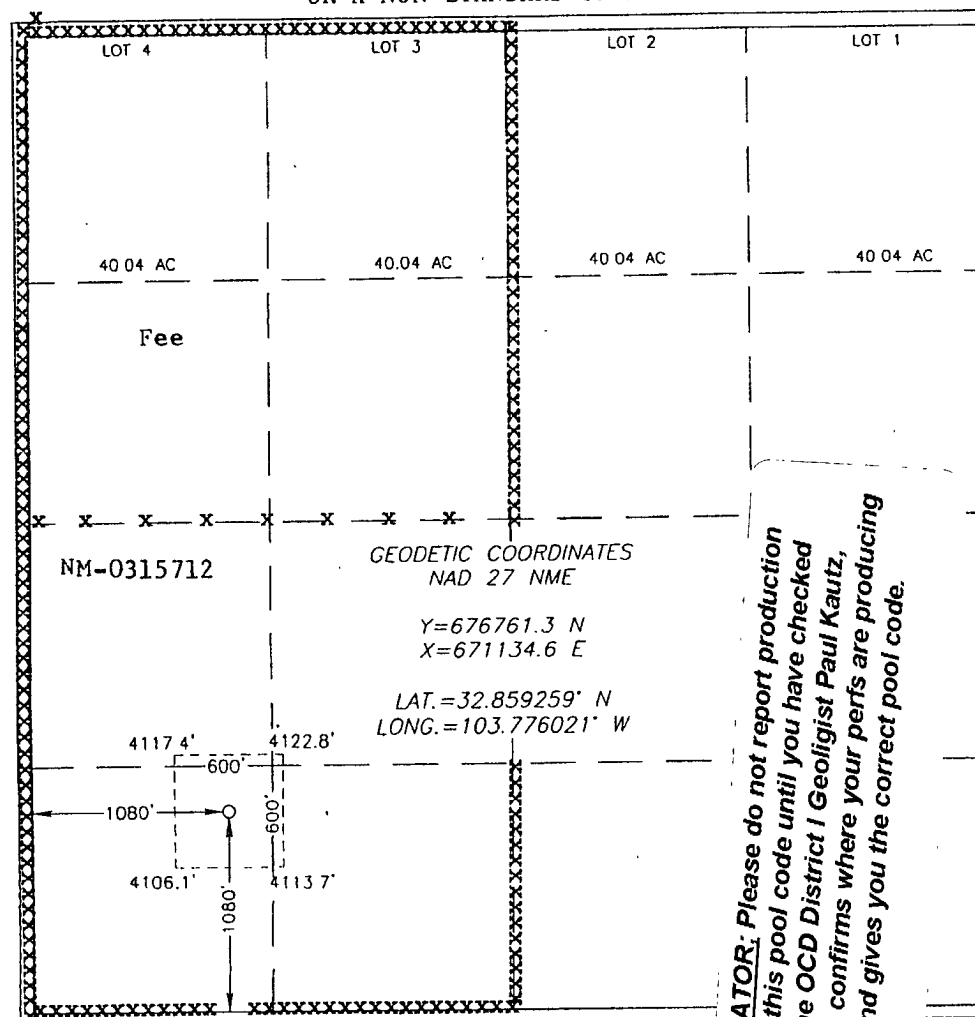 LOT 4
LOT 3
LOT 2
LOT 1
40 04 AC
40.04 AC
40 04 AC
40 04 AC
Fee
NM-0315712
GEODETIC COORDINATES
NAD 27 NME
Y=676761.3 N
X=671134.6 E
LAT.=32.859259° N
LONG.=103.776021° W
4117 4'
4122.8'
600'
1080'
600'
4106.1'
4113 7'
1080'
ATOR: Please do not report production
this pool code until you have checked
OCD District I Geoligist Paul Kautz,
confirms where your perfs are producing
gives you the correct pool code.